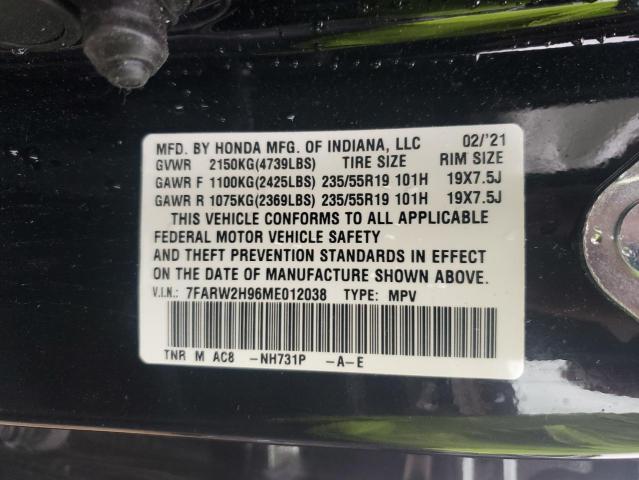 MFD. BY HONDA MFG. OF INDIANA, LLC 02/'21
GVWR 2150KG(4739LBS) TIRE SIZE RIM SIZE
GAWR F 1100KG(2425LBS) 235/55R19 101H 19X7.5J
GAWR R 1075KG(2369LBS) 235/55R19 101H 19X7.5J
THIS VEHICLE CONFORMS TO ALL APPLICABLE
FEDERAL MOTOR VEHICLE SAFETY
AND THEFT PREVENTION STANDARDS IN EFFECT
ON THE DATE OF MANUFACTURE SHOWN ABOVE.
V.I.N.: 7FARW2H96ME012038 TYPE: MPV
TNR M AC8 -NH731P -A-E